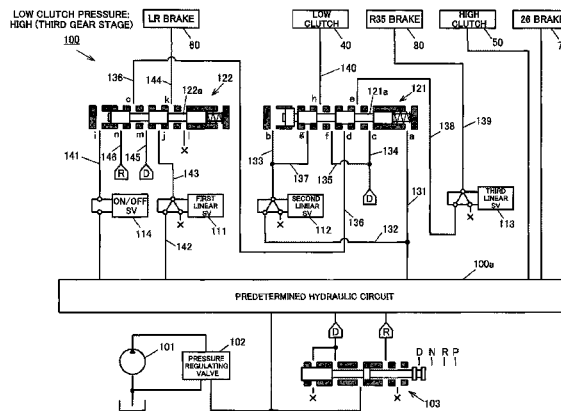 LOW CLUTCH PRESSURE:
HIGH (THIRD GEAR STAGE)
100
LR BRAKE
60
LOW
CLUTCH
40
R35 BRAKE
80
HIGH
CLUTCH
50
26 BRAKE
7
136
144
122a
122
140
121a
121
138
139
c k
h e
i n m j l
b g f d c a
X
141
146
145
143
R
D
133
137
135
134
131
D
136
132
ON/OFF
SV
114
FIRST
LINEAR
SV
111
X
142
SECOND
LINEAR
SV
112
X
THIRD
LINEAR
SV
113
X
100a
PREDETERMINED HYDRAULIC CIRCUIT
101
102
PRESSURE
REGULATING
VALVE
D
R
D N R P
X
X
103